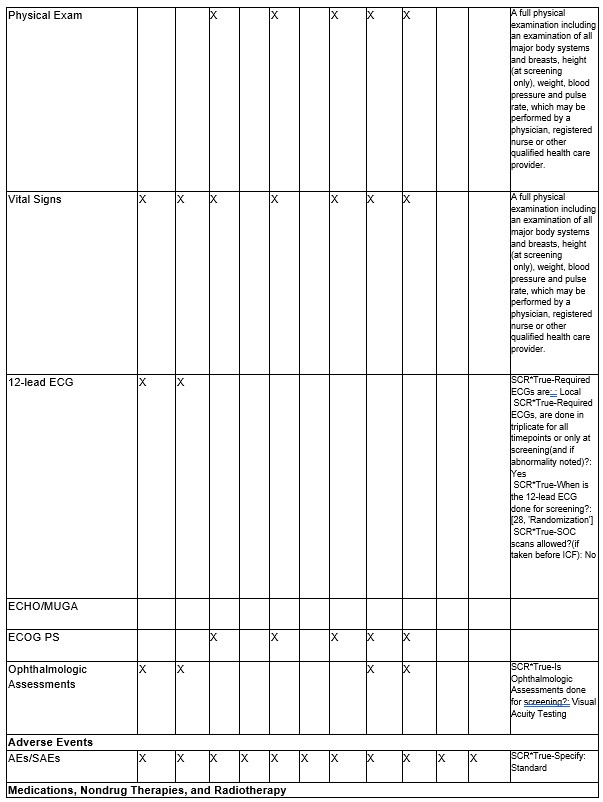 Physical Exam X X X X X A full physical
examination including
an examination of all
major body systems
and breasts, height
(at screening
only), weight, blood
pressure and pulse
rate, which may be
performed by a
physician, registered
nurse or other
qualified health care
provider.
Vital Signs X X X X X X X A full physical
examination including
an examination of all
major body systems
and breasts, height
(at screening
only), weight, blood
pressure and pulse
rate, which may be
performed by a
physician, registered
nurse or other
qualified health care
provider.
12-lead ECG X X SCR*True-Required
ECGs are:.: Local
SCR*True-Required
ECGs, are done in
triplicate for all
timepoints or only at
screening(and if
abnormality noted)?:
Yes
SCR*True-When is
the 12-lead ECG
done for screening?:
[28, 'Randomization']
SCR*True-SOC
scans allowed?(if
taken before ICF): No
ECHO/MUGA
ECOG PS X X X X X
Ophthalmologic X X X X SCR*True-Is
Assessments Ophthalmologic
Assessments done
for screening?: Visual
Acuity Testing
Adverse Events
AEs/SAEs X X X X X X X X X X SCR*True-Specify:
Standard
Medications, Nondrug Therapies, and Radiotherapy